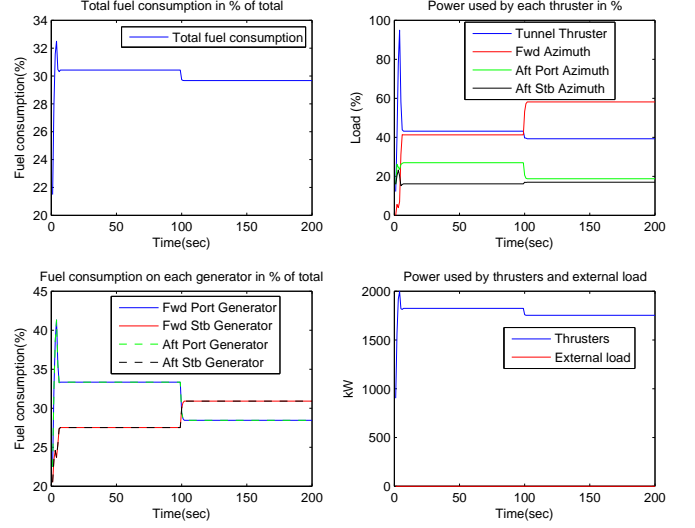 Total fuel consumption in % of total
34
32
30
28
26
24
22
20
Fuel consumption(%)
Total fuel consumption
0
50
100
150
200
Time(sec)
Power used by each thruster in %
100
80
60
40
20
0
Load (%)
Tunnel Thruster
Fwd Azimuth
Aft Port Azimuth
Aft Stb Azimuth
0
50
100
150
200
Time(sec)
Fuel consumption on each generator in % of total
45
40
35
30
25
20
Fuel consumption(%)
Fwd Port Generator
Fwd Stb Generator
Aft Port Generator
Aft Stb Generator
0
50
100
150
200
Time(sec)
Power used by thrusters and external load
2000
1500
1000
500
0
kW
Thrusters
External load
0
50
100
150
200
Time(sec)